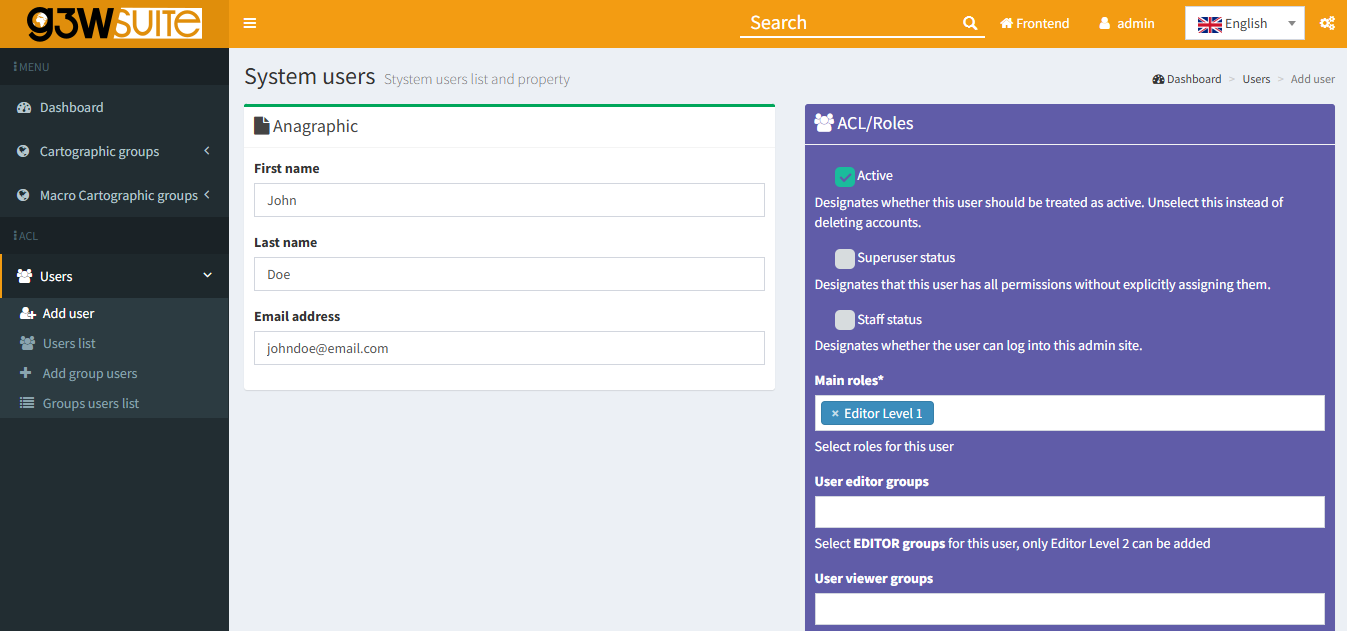 g3wSUITE
Search
Frontend
admin
English
MENU
Dashboard
Cartographic groups
Macro Cartographic groups
ACL
Users
Add user
Users list
Add group users
Groups users list
System users Stystem users list and property
Dashboard > Users > Add user
Anagraphic
First name
John
Last name
Doe
Email address
johndoe@email.com
ACL/Roles
Active
Designates whether this user should be treated as active. Unselect this instead of
deleting accounts.
Superuser status
Designates that this user has all permissions without explicitly assigning them.
Staff status
Designates whether the user can log into this admin site.
Main roles*
× Editor Level 1
Select roles for this user
User editor groups
Select EDITOR groups for this user, only Editor Level 2 can be added
User viewer groups